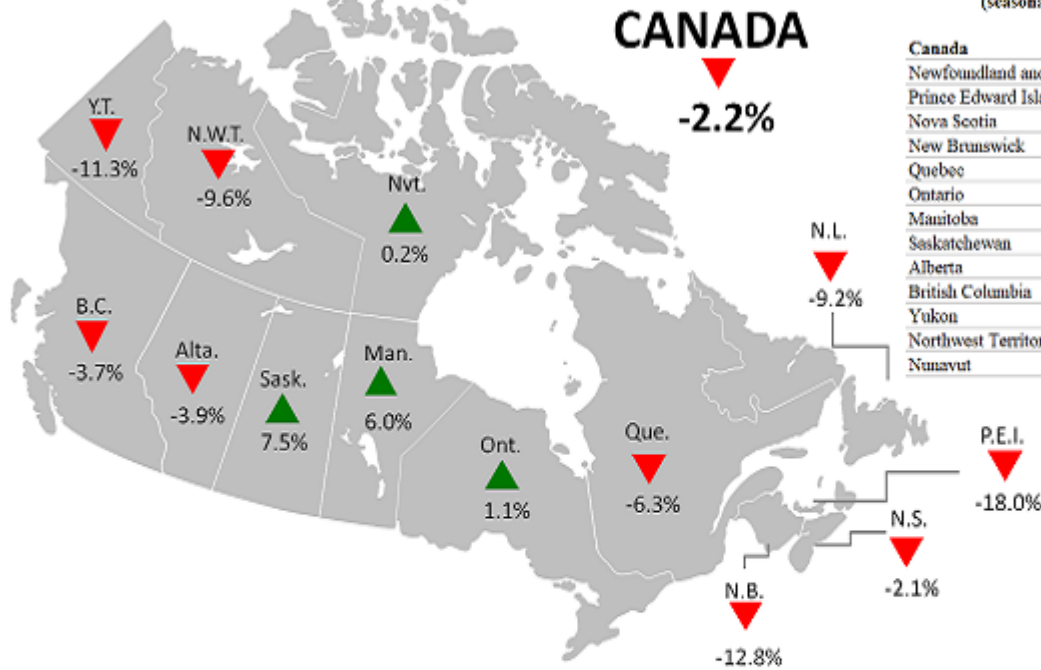 CANADA
-2.2%
(seasona
Canada
Newfoundland and
Prince Edward Isla
Nova Scotia
New Brunswick
Quebec
Ontario
Manitoba
Saskatchewan
Alberta
British Columbia
Yukon
Northwest Territor
Nunavut
Y.T.
-11.3%
N.W.T.
-9.6%
Nvt.
0.2%
N.L.
-9.2%
B.C.
-3.7%
Alta.
-3.9%
Sask.
7.5%
Man.
6.0%
Ont.
1.1%
Que.
-6.3%
P.E.I.
-18.0%
N.S.
-2.1%
N.B.
-12.8%